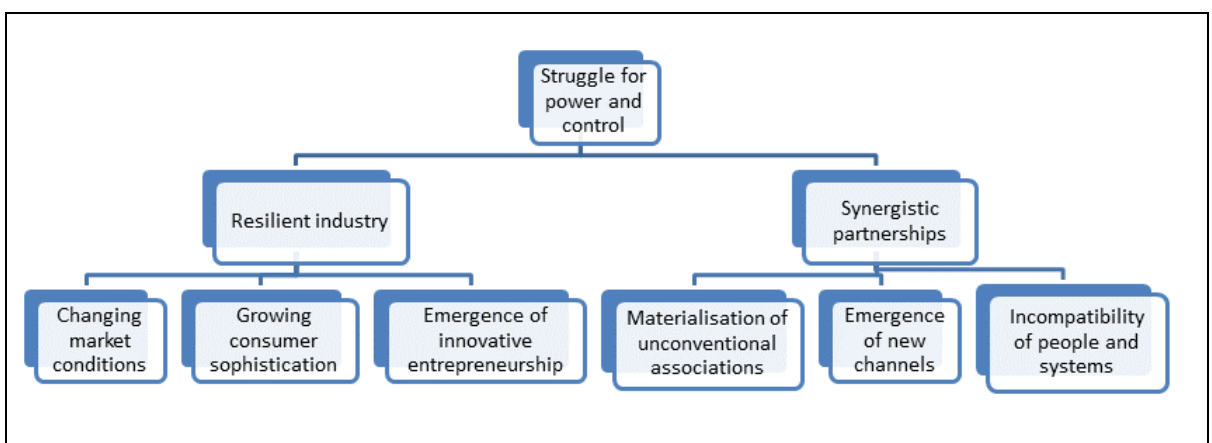 Struggle for
power and
control
Resilient industry
Synergistic
partnerships
Changing
market
conditions
Growing
consumer
sophistication
Emergence of
innovative
entrepreneurship
Materialisation of
unconventional
associations
Emergence
of new
channels
Incompatibility
of people and
systems